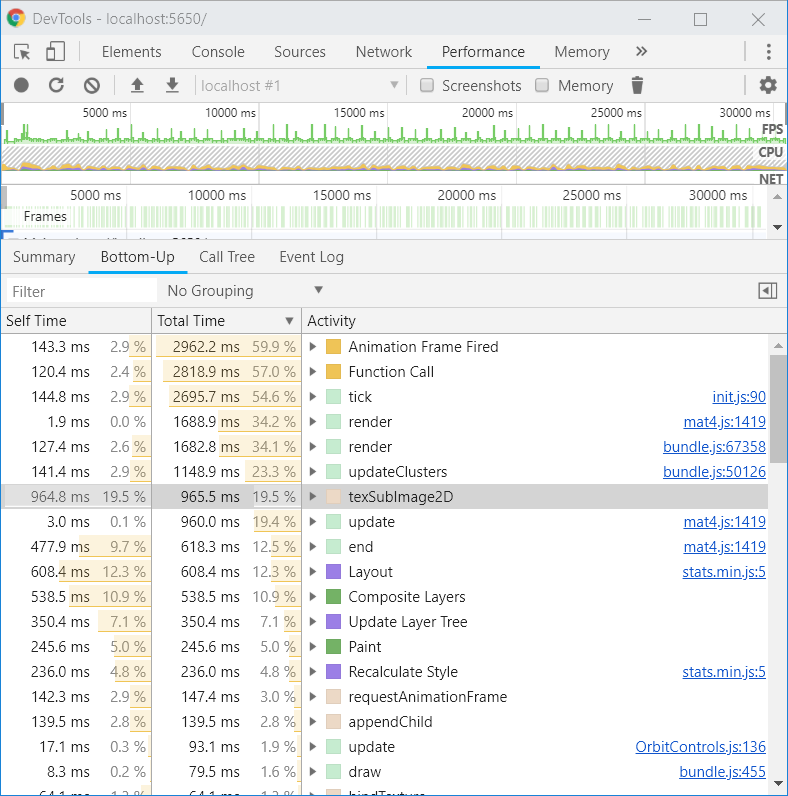 DevTools - localhost:5650/
Elements Console Sources Network Performance Memory »
localhost #1 Screenshots Memory
5000 ms 10000 ms 15000 ms 20000 ms 25000 ms 30000 ms
FPS
CPU
NET
5000 ms 10000 ms 15000 ms 20000 ms 25000 ms 30000 ms
Frames
Summary Bottom-Up Call Tree Event Log
Filter No Grouping
Self Time Total Time Activity
143.3 ms 2.9 % 2962.2 ms 59.9 % Animation Frame Fired
120.4 ms 2.4 % 2818.9 ms 57.0 % Function Call
144.8 ms 2.9 % 2695.7 ms 54.6 % tick init.js:90
1.9 ms 0.0 % 1688.9 ms 34.2 % render mat4.js:1419
127.4 ms 2.6 % 1682.8 ms 34.1 % render bundle.js:67358
141.4 ms 2.9 % 1148.9 ms 23.3 % updateClusters bundle.js:50126
964.8 ms 19.5 % 965.5 ms 19.5 % texSubImage2D
3.0 ms 0.1 % 960.0 ms 19.4 % update mat4.js:1419
477.9 ms 9.7 % 618.3 ms 12.5 % end mat4.js:1419
608.4 ms 12.3 % 608.4 ms 12.3 % Layout stats.min.js:5
538.5 ms 10.9 % 538.5 ms 10.9 % Composite Layers
350.4 ms 7.1 % 350.4 ms 7.1 % Update Layer Tree
245.6 ms 5.0 % 245.6 ms 5.0 % Paint
236.0 ms 4.8 % 236.0 ms 4.8 % Recalculate Style stats.min.js:5
142.3 ms 2.9 % 147.4 ms 3.0 % requestAnimationFrame
139.5 ms 2.8 % 139.5 ms 2.8 % appendChild
17.1 ms 0.3 % 93.1 ms 1.9 % update OrbitControls.js:136
8.3 ms 0.2 % 79.5 ms 1.6 % draw bundle.js:455